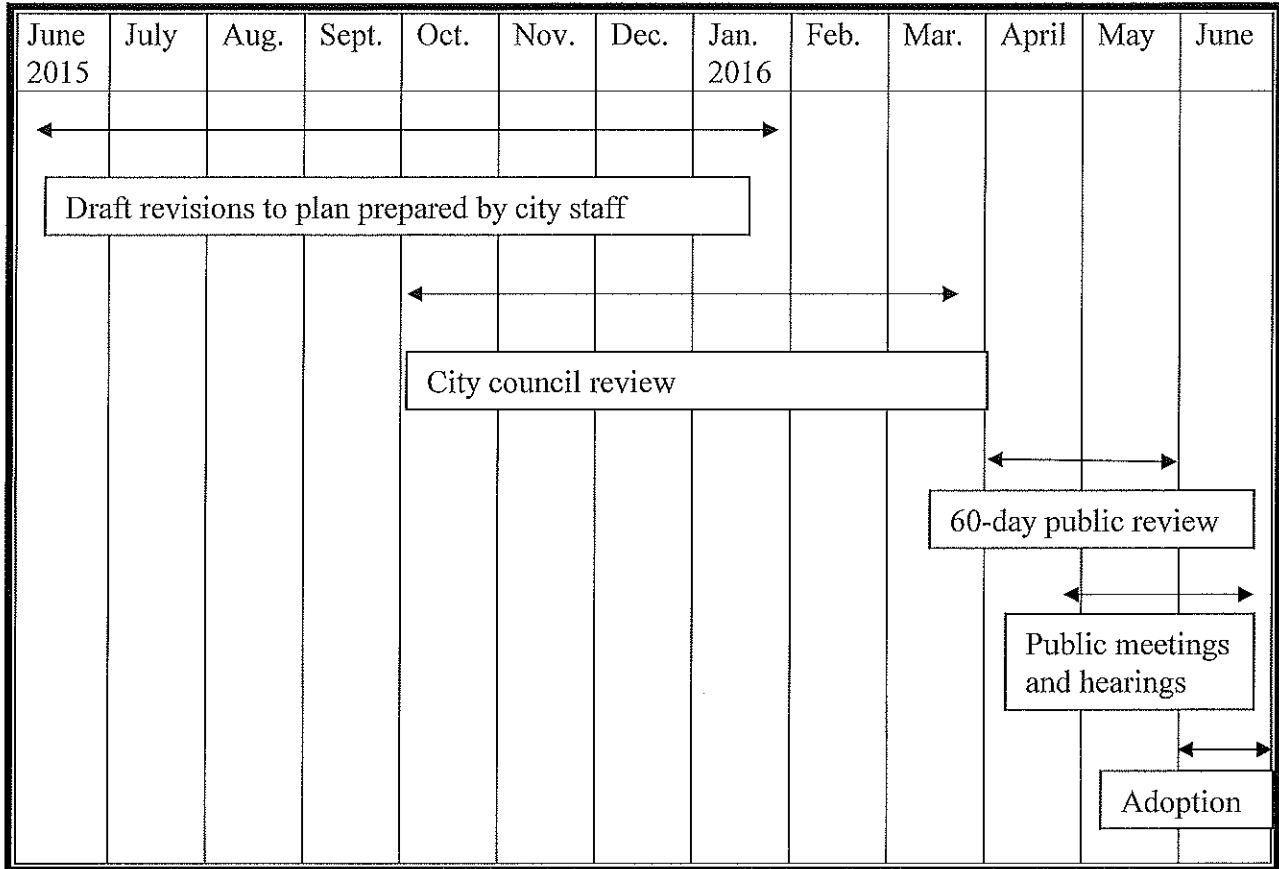 June July Aug. Sept. Oct. Nov. Dec. Jan. Feb. Mar. April May June
2015 2016
Draft revisions to plan prepared by city staff
City council review
60-day public review
Public meetings
and hearings
Adoption